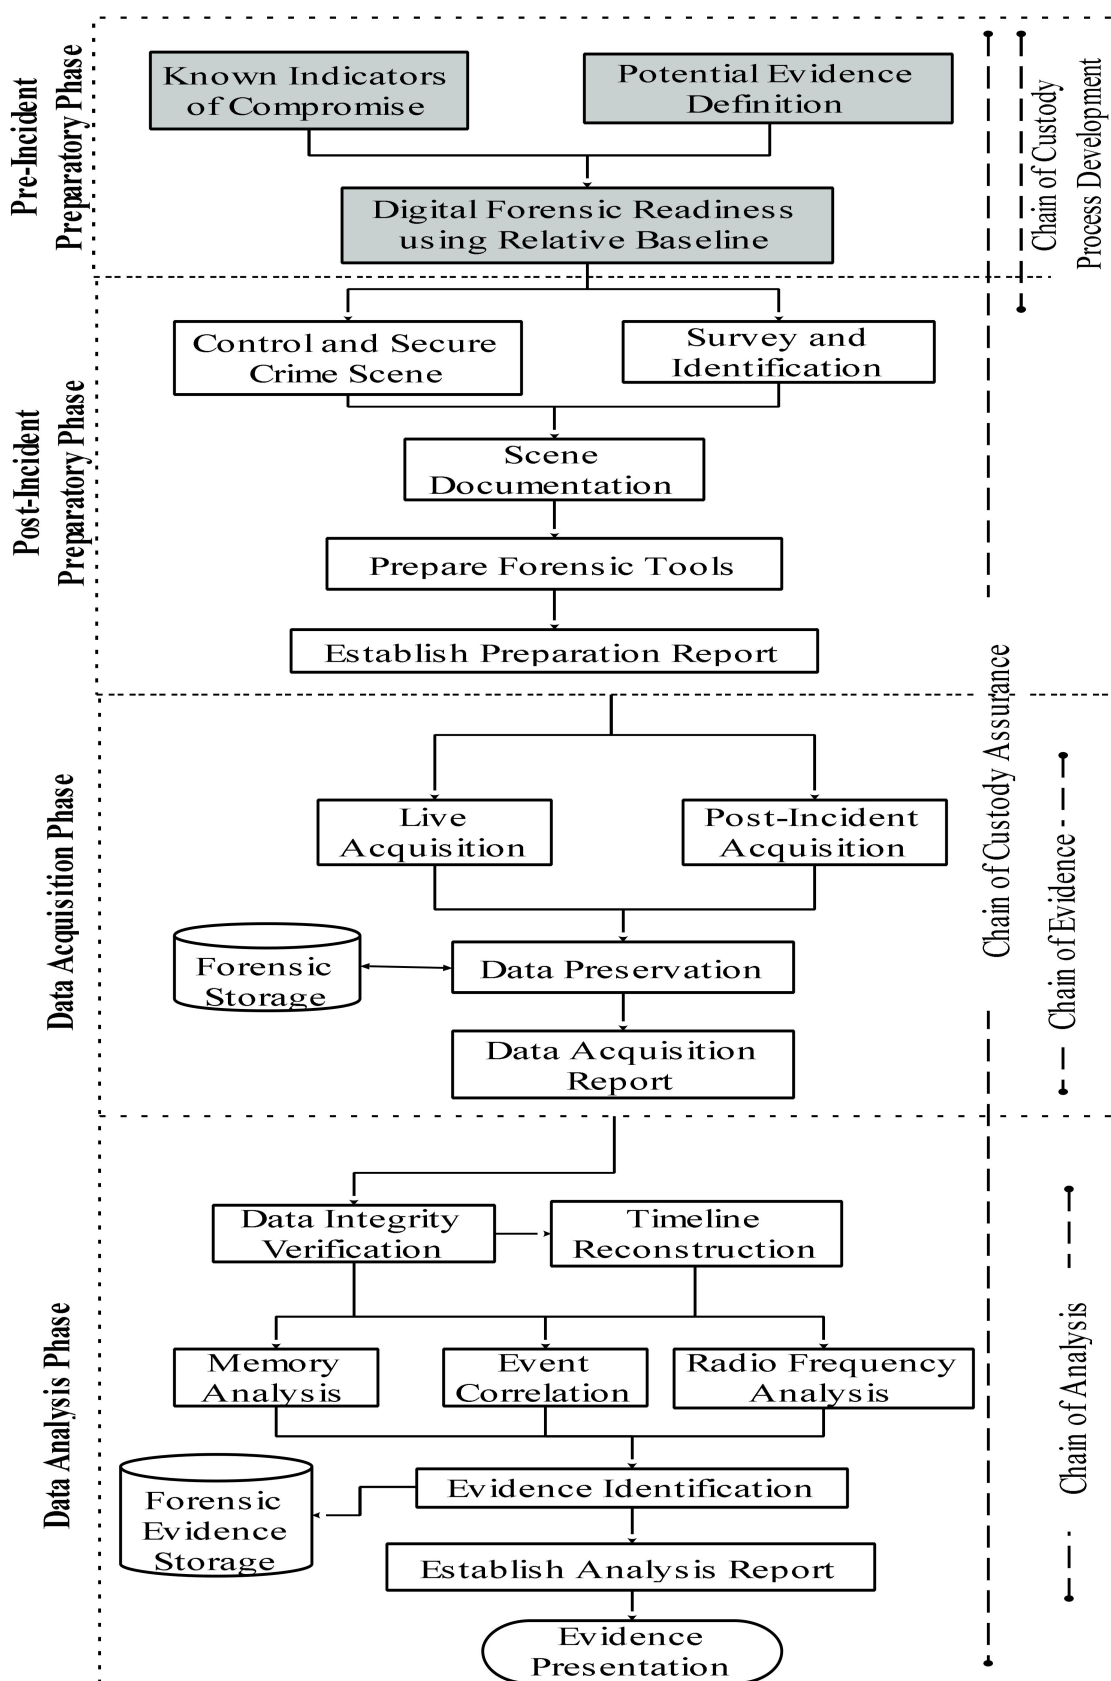 Pre-Incident
Preparatory Phase
Known Indicators
of Compromise
Potential Evidence
Definition
Digital Forensic Readiness
using Relative Baseline
Chain of Custody
Process Development
Post-Incident
Preparatory Phase
Control and Secure
Crime Scene
Survey and
Identification
Scene
Documentation
Prepare Forensic Tools
Establish Preparation Report
Chain of Custody Assurance
Data Acquisition Phase
Live
Acquisition
Post-Incident
Acquisition
Forensic
Storage
Data Preservation
Data Acquisition
Report
Chain of Evidence
Data Analysis Phase
Data Integrity
Verification
Timeline
Reconstruction
Memory
Analysis
Event
Correlation
Radio Frequency
Analysis
Forensic
Evidence
Storage
Evidence Identification
Establish Analysis Report
Evidence
Presentation
Chain of Analysis